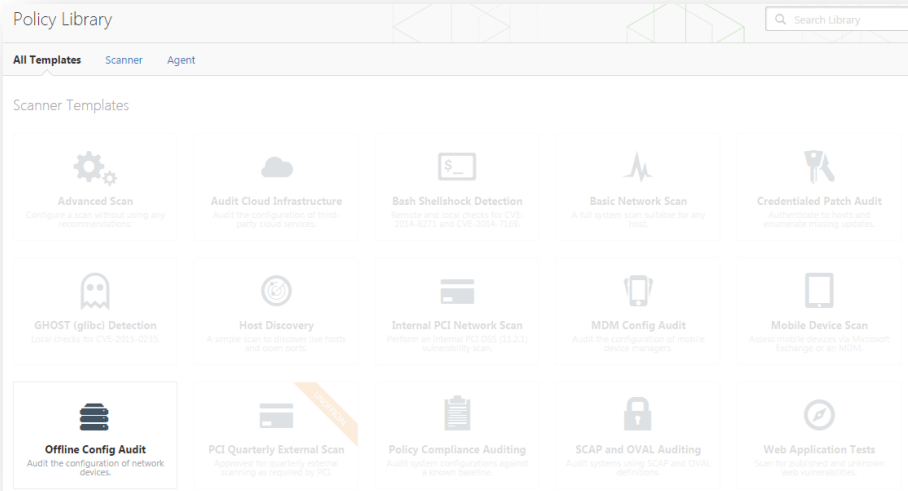 Policy Library
Search Library
All Templates Scanner Agent
Scanner Templates
$_
Advanced Scan
Configure a scan without using any
recommendations.
Audit Cloud Infrastructure
Audit the configuration of third-
party cloud services.
Bash Shellshock Detection
Remote and local checks for CVE-
2014-6271 and CVE-2014-7169.
Basic Network Scan
A full system scan suitable for any
host.
Credentialed Patch Audit
Authenticate to hosts and
enumerate missing updates.
GHOST (glibc) Detection
Local checks for CVE-2015-0235.
Host Discovery
A simple scan to discover live hosts
and open ports.
Internal PCI Network Scan
Perform an internal PCI DSS (11.2.1)
vulnerability scan.
MDM Config Audit
Audit the configuration of mobile
device managers.
Mobile Device Scan
Assess mobile devices via Microsoft
Exchange or an MDM.
Offline Config Audit
Audit the configuration of network
devices.
UNOFFICIAL
PCI Quarterly External Scan
Approved for quarterly external
scanning as required by PCI.
Policy Compliance Auditing
Audit system configurations against
a known baseline.
SCAP and OVAL Auditing
Audit systems using SCAP and OVAL
definitions.
Web Application Tests
Scan for published and unknown
web vulnerabilities.